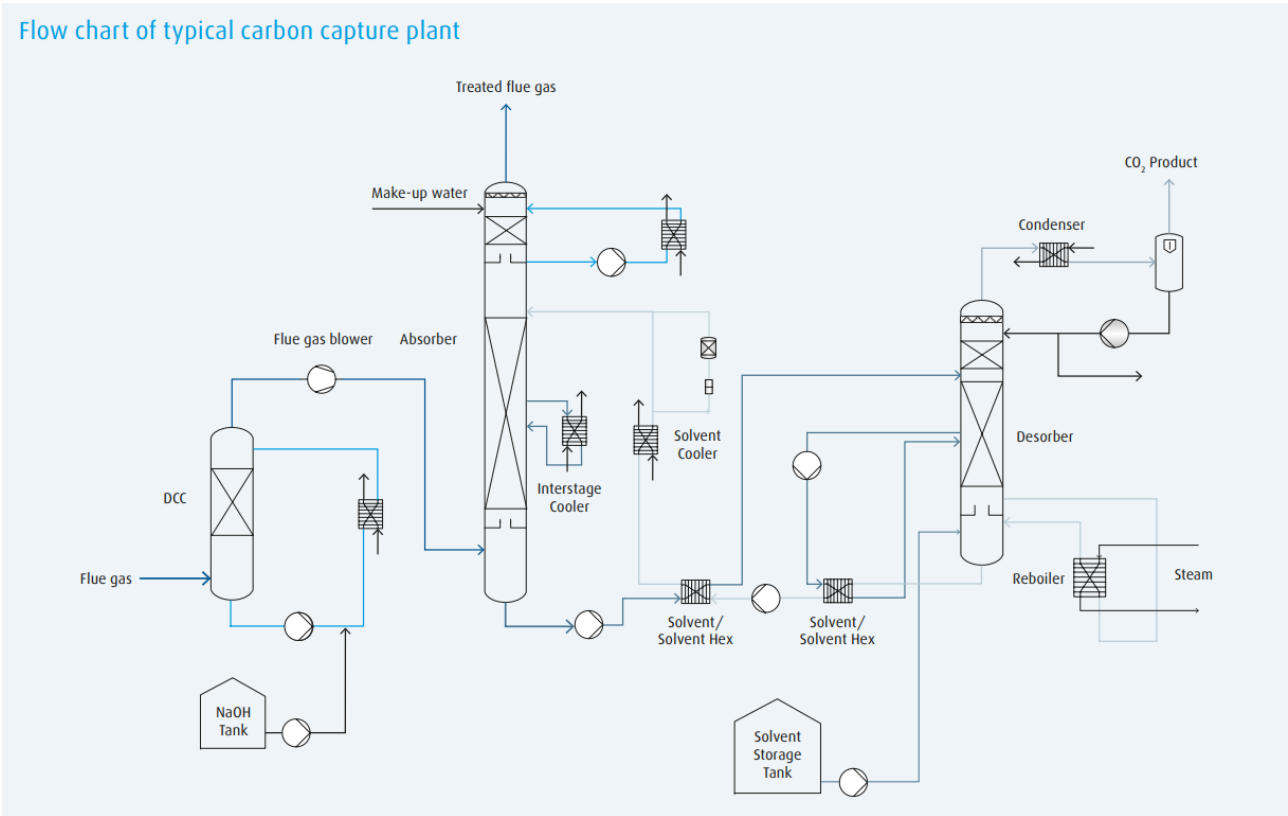 Flow chart of typical carbon capture plant
Treated flue gas
CO₂ Product
Make-up water
Condenser
Flue gas blower
Absorber
Solvent
Cooler
Desorber
DCC
Interstage
Cooler
Flue gas
Reboiler
Steam
Solvent/
Solvent Hex
Solvent/
Solvent Hex
NaOH
Tank
Solvent
Storage
Tank